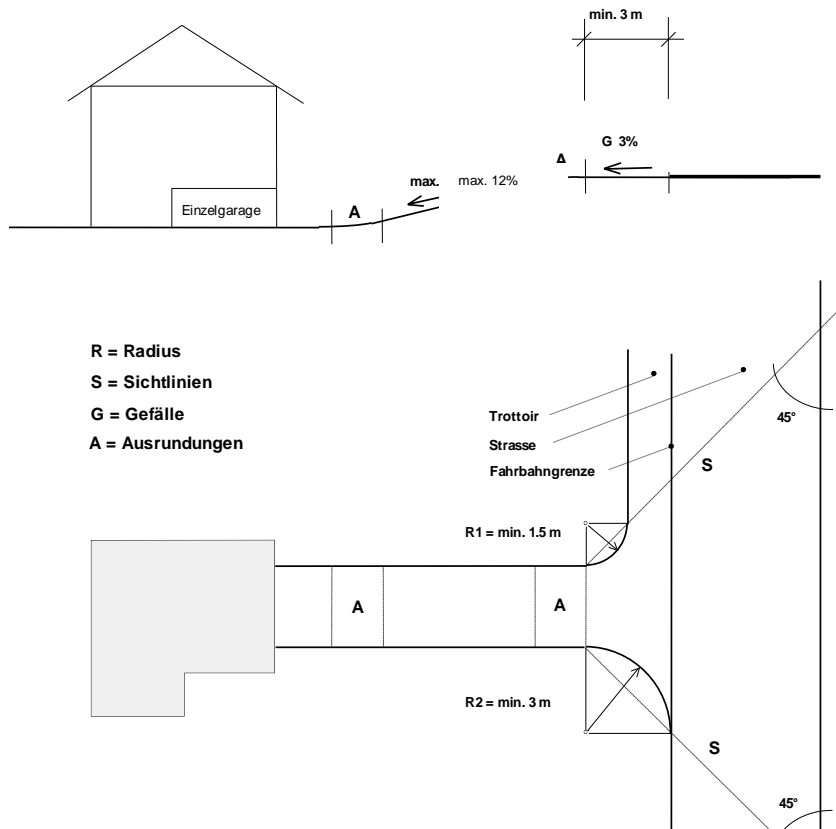 min. 3 m
G 3%
A
max. max. 12%
Einzelgarage
A
R = Radius
S = Sichtlinien
G = Gefälle
A = Ausrundungen
Trottoir
Strasse
Fahrbahngrenze
45°
S
R1 = min. 1.5 m
A
A
R2 = min. 3 m
S
45°